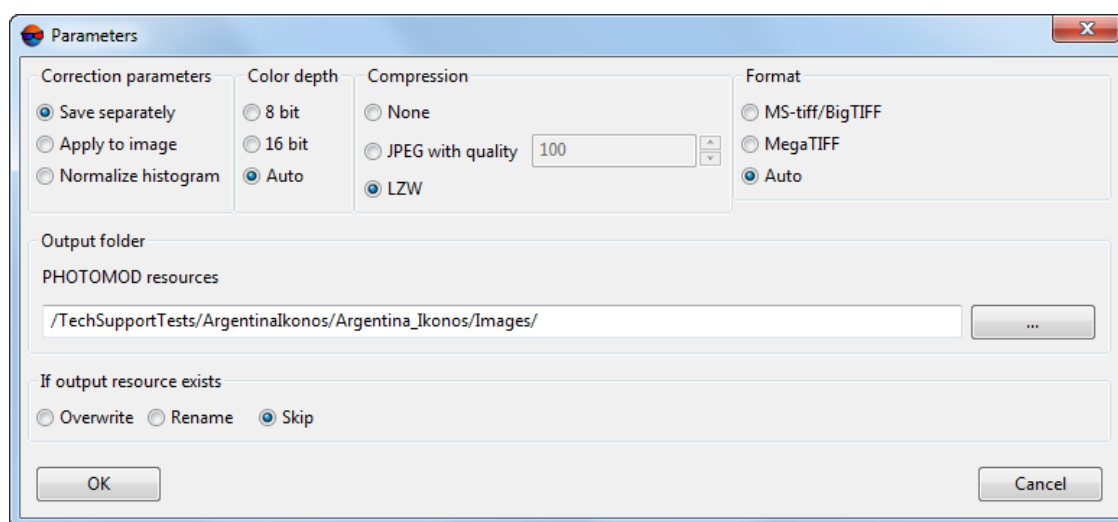 Parameters
Correction parameters
Save separately
Apply to image
Normalize histogram
Color depth
8 bit
16 bit
Auto
Compression
None
JPEG with quality 100
LZW
Format
MS-tiff/BigTIFF
MegaTIFF
Auto
Output folder
PHOTOMOD resources
/TechSupportTests/ArgentinaIkonos/Argentina_Ikonos/Images/ ...
If output resource exists
Overwrite Rename Skip
OK Cancel